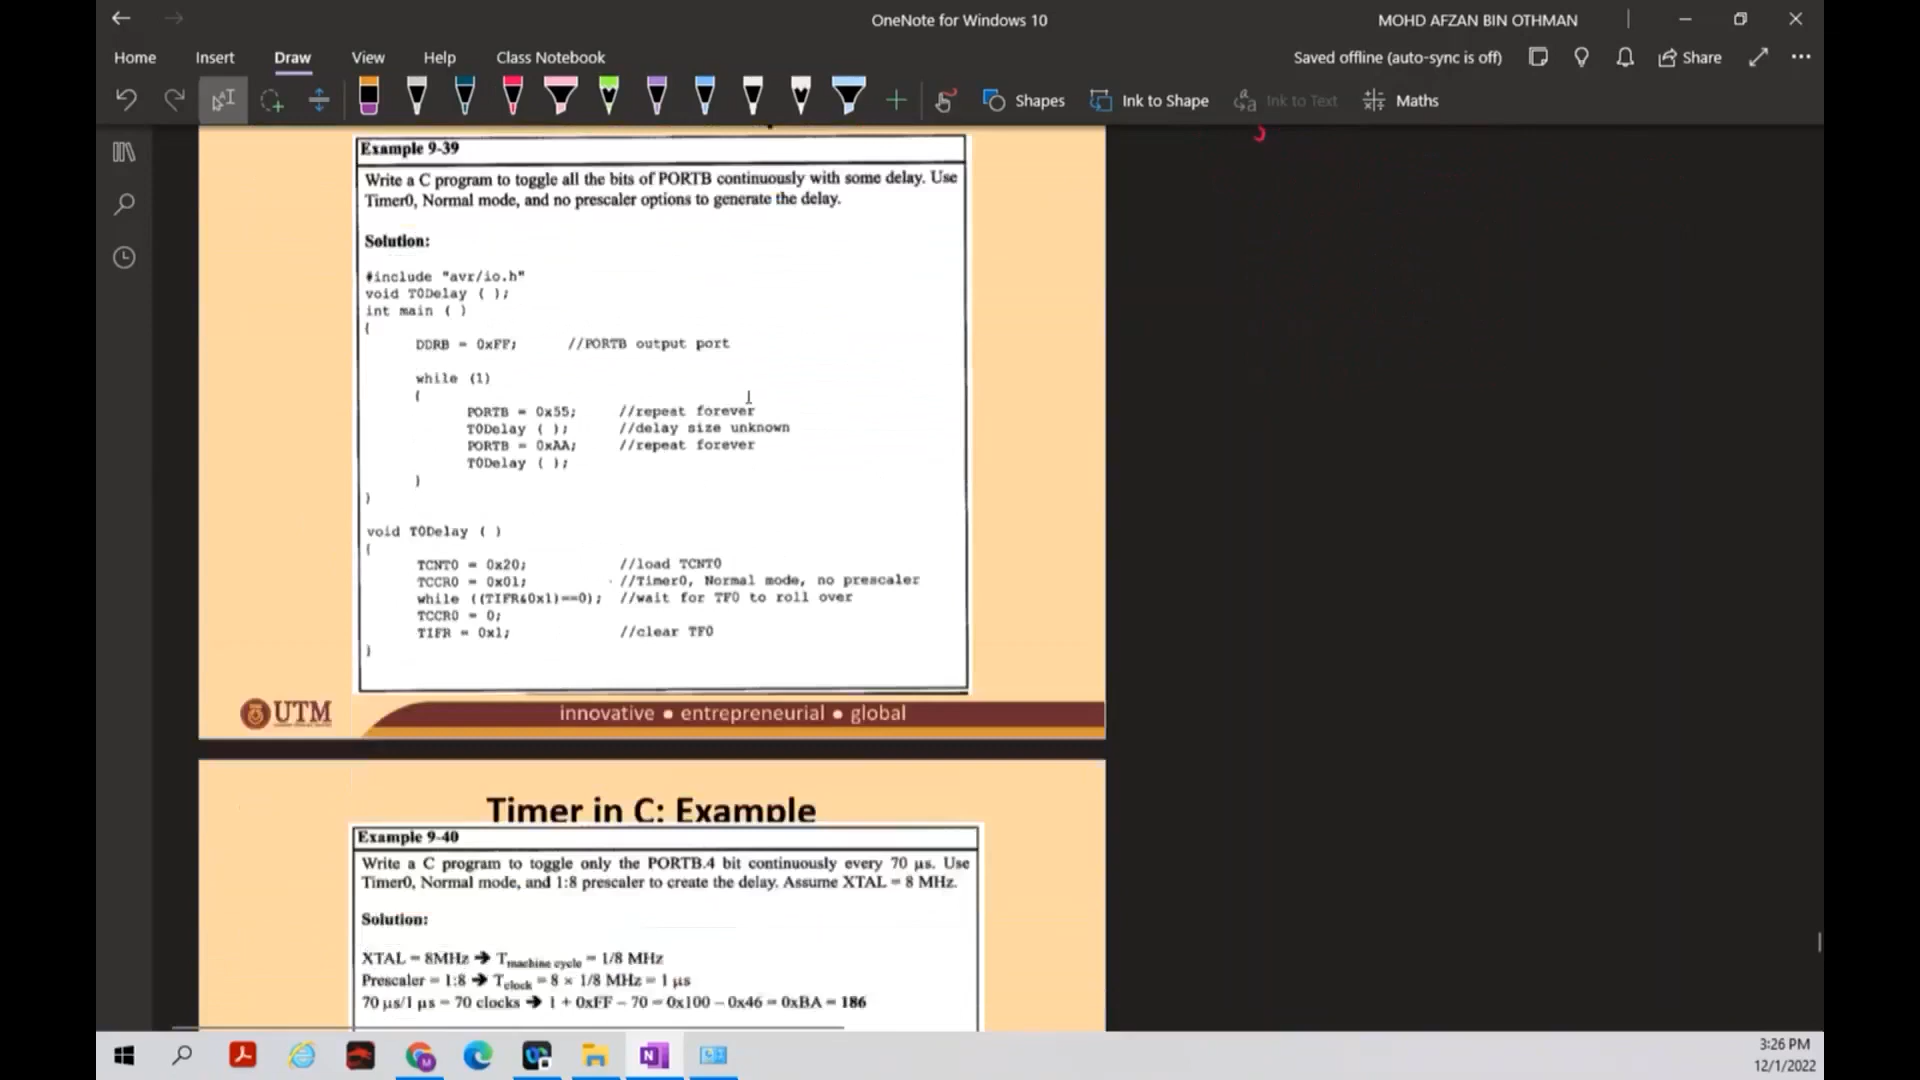 OneNote for Windows 10
MOHD AFZAN BIN OTHMAN
Home Insert Draw View Help Class Notebook
Saved offline (auto-sync is off) Share
Shapes Ink to Shape Ink to Text Maths
Example 9-39
Write a C program to toggle all the bits of PORTB continuously with some delay. Use
Timer0, Normal mode, and no prescaler options to generate the delay.
Solution:
#include "avr/io.h"
void T0Delay ( );
int main ( )
{
DDRB = 0xFF; //PORTB output port
while (1)
{
PORTB = 0x55; //repeat forever
T0Delay ( ); //delay size unknown
PORTB = 0xAA; //repeat forever
T0Delay ( );
}
}
void T0Delay ( )
{
TCNT0 = 0x20; //load TCNT0
TCCR0 = 0x01; //Timer0, Normal mode, no prescaler
while ((TIFR&0x1)==0); //wait for TF0 to roll over
TCCR0 = 0;
TIFR = 0x1; //clear TF0
}
UTM
innovative ● entrepreneurial ● global
Timer in C: Example
Example 9-40
Write a C program to toggle only the PORTB.4 bit continuously every 70 μs. Use
Timer0, Normal mode, and 1:8 prescaler to create the delay. Assume XTAL = 8 MHz.
Solution:
XTAL = 8MHz ➔ Tmachine cycle = 1/8 MHz
Prescaler = 1:8 ➔ Tclock = 8 × 1/8 MHz = 1 μs
70 μs/1 μs = 70 clocks ➔ 1 + 0xFF − 70 = 0x100 − 0x46 = 0xBA = 186
3:26 PM
12/1/2022